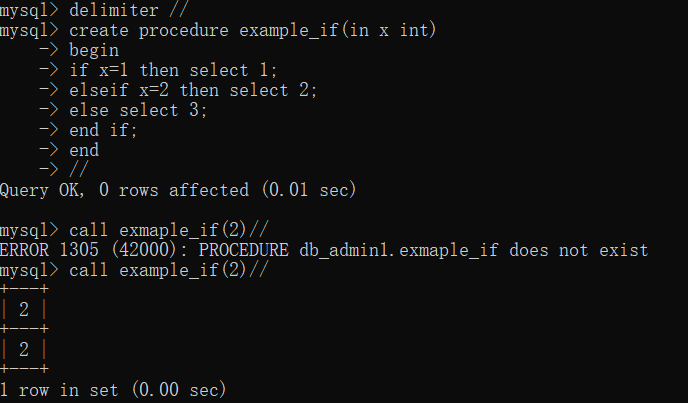 mysql> delimiter //
mysql> create procedure example_if(in x int)
    -> begin
    -> if x=1 then select 1;
    -> elseif x=2 then select 2;
    -> else select 3;
    -> end if;
    -> end
    -> //
Query OK, 0 rows affected (0.01 sec)

mysql> call exmaple_if(2)//
ERROR 1305 (42000): PROCEDURE db_admin1.exmaple_if does not exist
mysql> call example_if(2)//
+---+
| 2 |
+---+
| 2 |
+---+
1 row in set (0.00 sec)